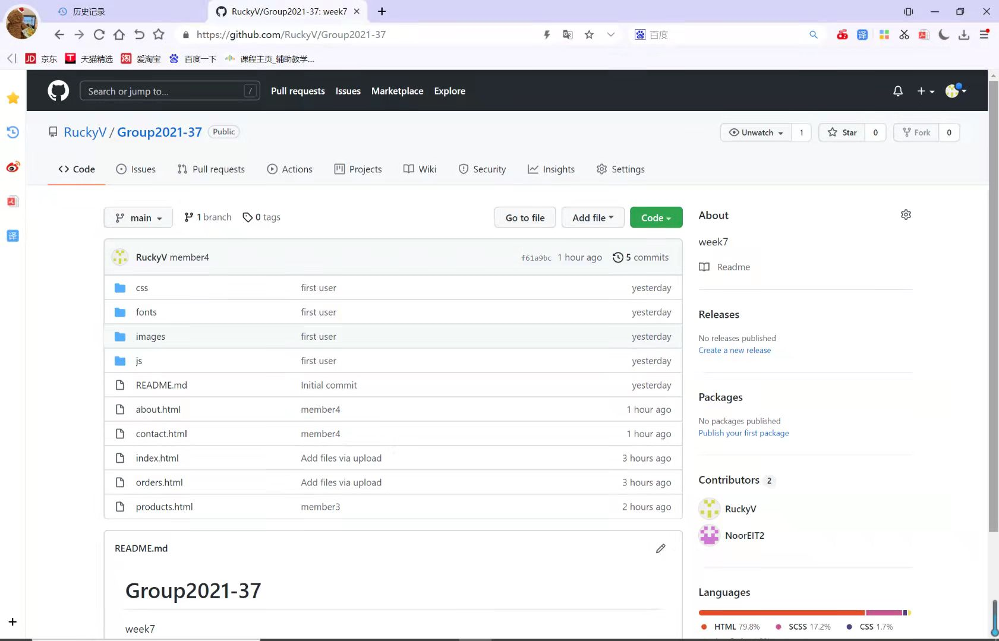 历史记录
RuckyV/Group2021-37: week7
https://github.com/RuckyV/Group2021-37
百度
译
JD 京东
T 天猫精选
淘 爱淘宝
百度一下
课程主页_辅助教学...
Search or jump to... /
Pull requests Issues Marketplace Explore
RuckyV / Group2021-37 Public
Unwatch 1 Star 0 Fork 0
Code Issues Pull requests Actions Projects Wiki Security Insights Settings
译
main 1 branch 0 tags Go to file Add file Code
RuckyV member4 f61a9bc 1 hour ago 5 commits
css first user yesterday
fonts first user yesterday
images first user yesterday
js first user yesterday
README.md Initial commit yesterday
about.html member4 1 hour ago
contact.html member4 1 hour ago
index.html Add files via upload 3 hours ago
orders.html Add files via upload 3 hours ago
products.html member3 2 hours ago
README.md
Group2021-37
week7
About
week7
Readme
Releases
No releases published
Create a new release
Packages
No packages published
Publish your first package
Contributors 2
RuckyV
NoorEIT2
Languages
HTML 79.8% SCSS 17.2% CSS 1.7%